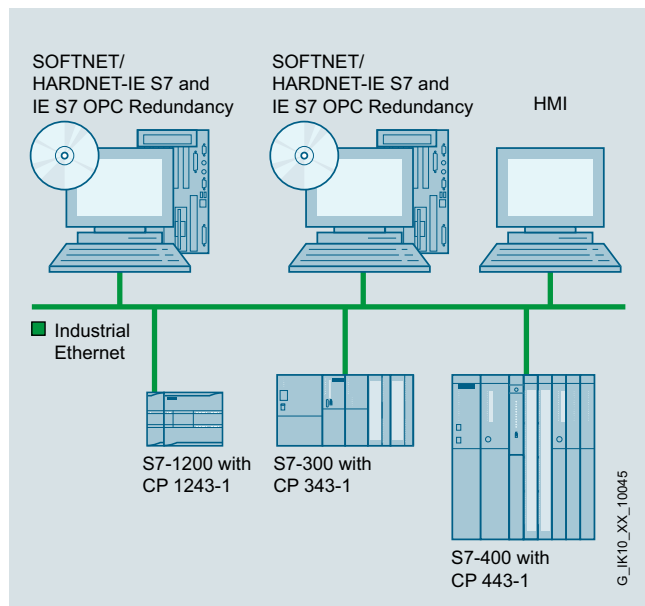 SOFTNET/
HARDNET-IE S7 and
IE S7 OPC Redundancy
SOFTNET/
HARDNET-IE S7 and
IE S7 OPC Redundancy
HMI
Industrial
Ethernet
S7-1200 with
CP 1243-1
S7-300 with
CP 343-1
S7-400 with
CP 443-1
G_IK10_XX_10045